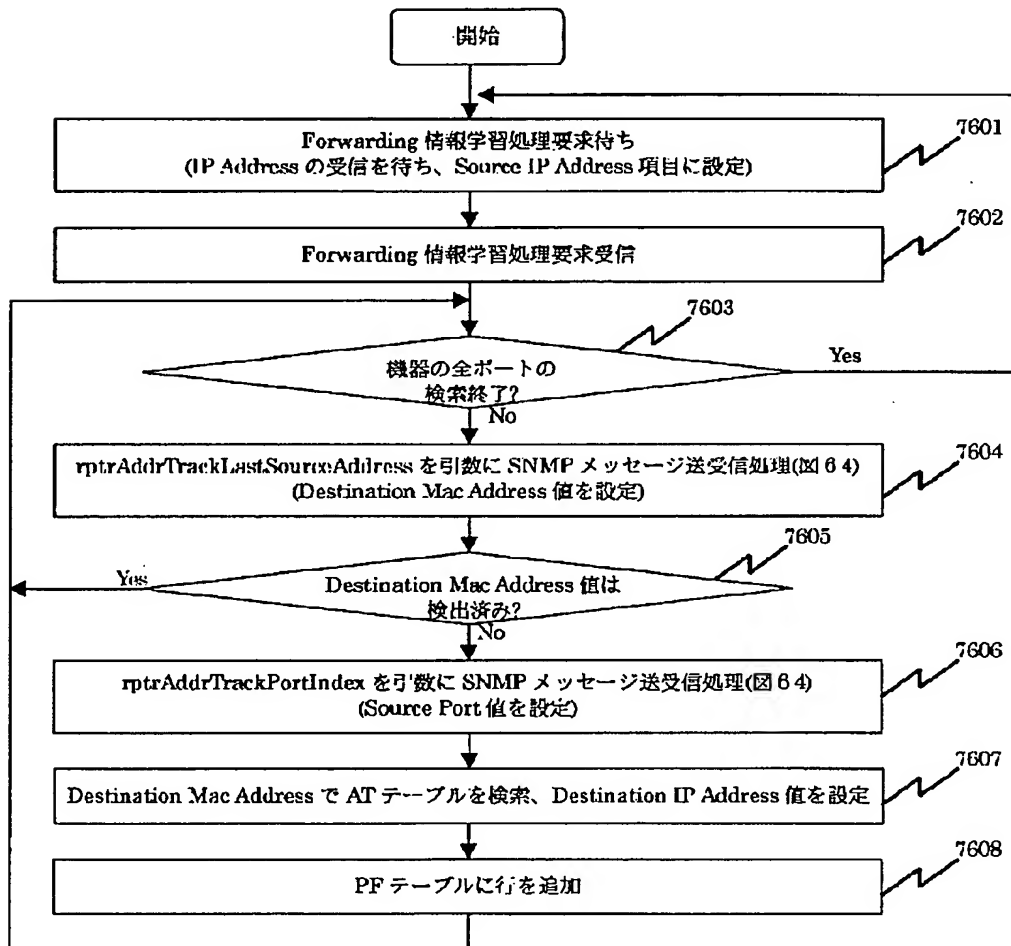 開始
Forwarding 情報学習処理要求待ち
(IP Address の受信を待ち、Source IP Address 項目に設定)
7601
Forwarding 情報学習処理要求受信
7602
7603
機器の全ポートの
検索終了?
Yes
No
rptrAddrTrackLastSourceAddress を引数に SNMP メッセージ送受信処理(図64)
(Destination Mac Address 値を設定)
7604
7605
Destination Mac Address 値は
検出済み?
Yes
No
rptrAddrTrackPortIndex を引数に SNMP メッセージ送受信処理(図64)
(Source Port 値を設定)
7606
Destination Mac Address で AT テーブルを検索、Destination IP Address 値を設定
7607
PF テーブルに行を追加
7608